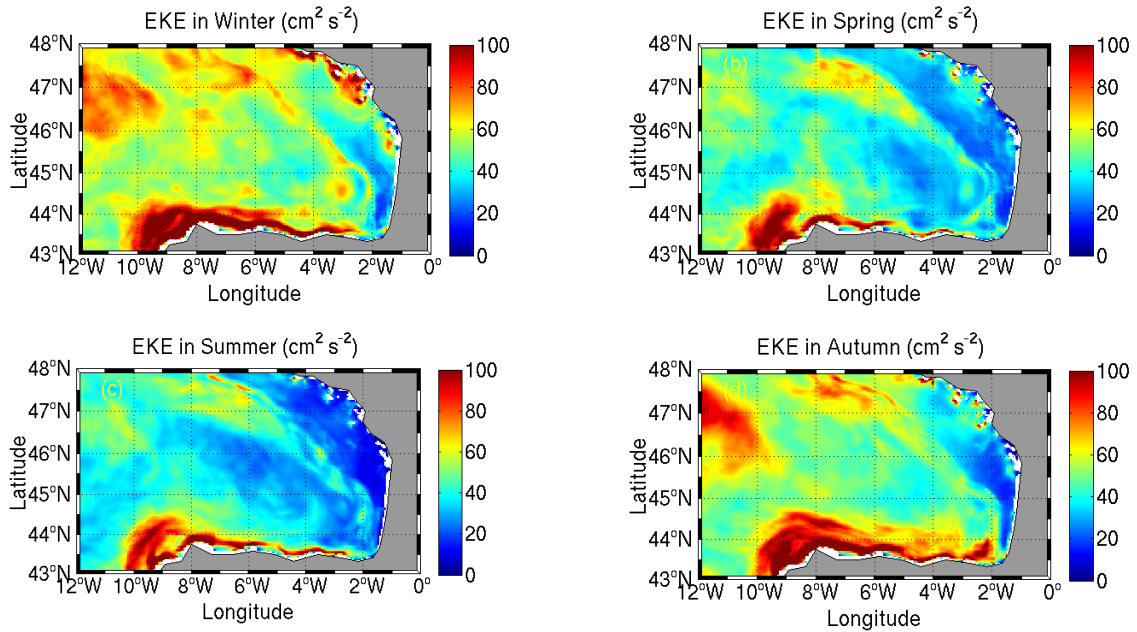 EKE in Winter (cm² s⁻²)
48°N
47°N
46°N
45°N
44°N
43°N
Latitude
12°W 10°W 8°W 6°W 4°W 2°W 0°
Longitude
100
80
60
40
20
0
EKE in Spring (cm² s⁻²)
(b)
48°N
47°N
46°N
45°N
44°N
43°N
Latitude
12°W 10°W 8°W 6°W 4°W 2°W 0°
Longitude
100
80
60
40
20
0
EKE in Summer (cm² s⁻²)
(c)
48°N
47°N
46°N
45°N
44°N
43°N
Latitude
12°W 10°W 8°W 6°W 4°W 2°W 0°
Longitude
100
80
60
40
20
0
EKE in Autumn (cm² s⁻²)
(d)
48°N
47°N
46°N
45°N
44°N
43°N
Latitude
12°W 10°W 8°W 6°W 4°W 2°W 0°
Longitude
100
80
60
40
20
0